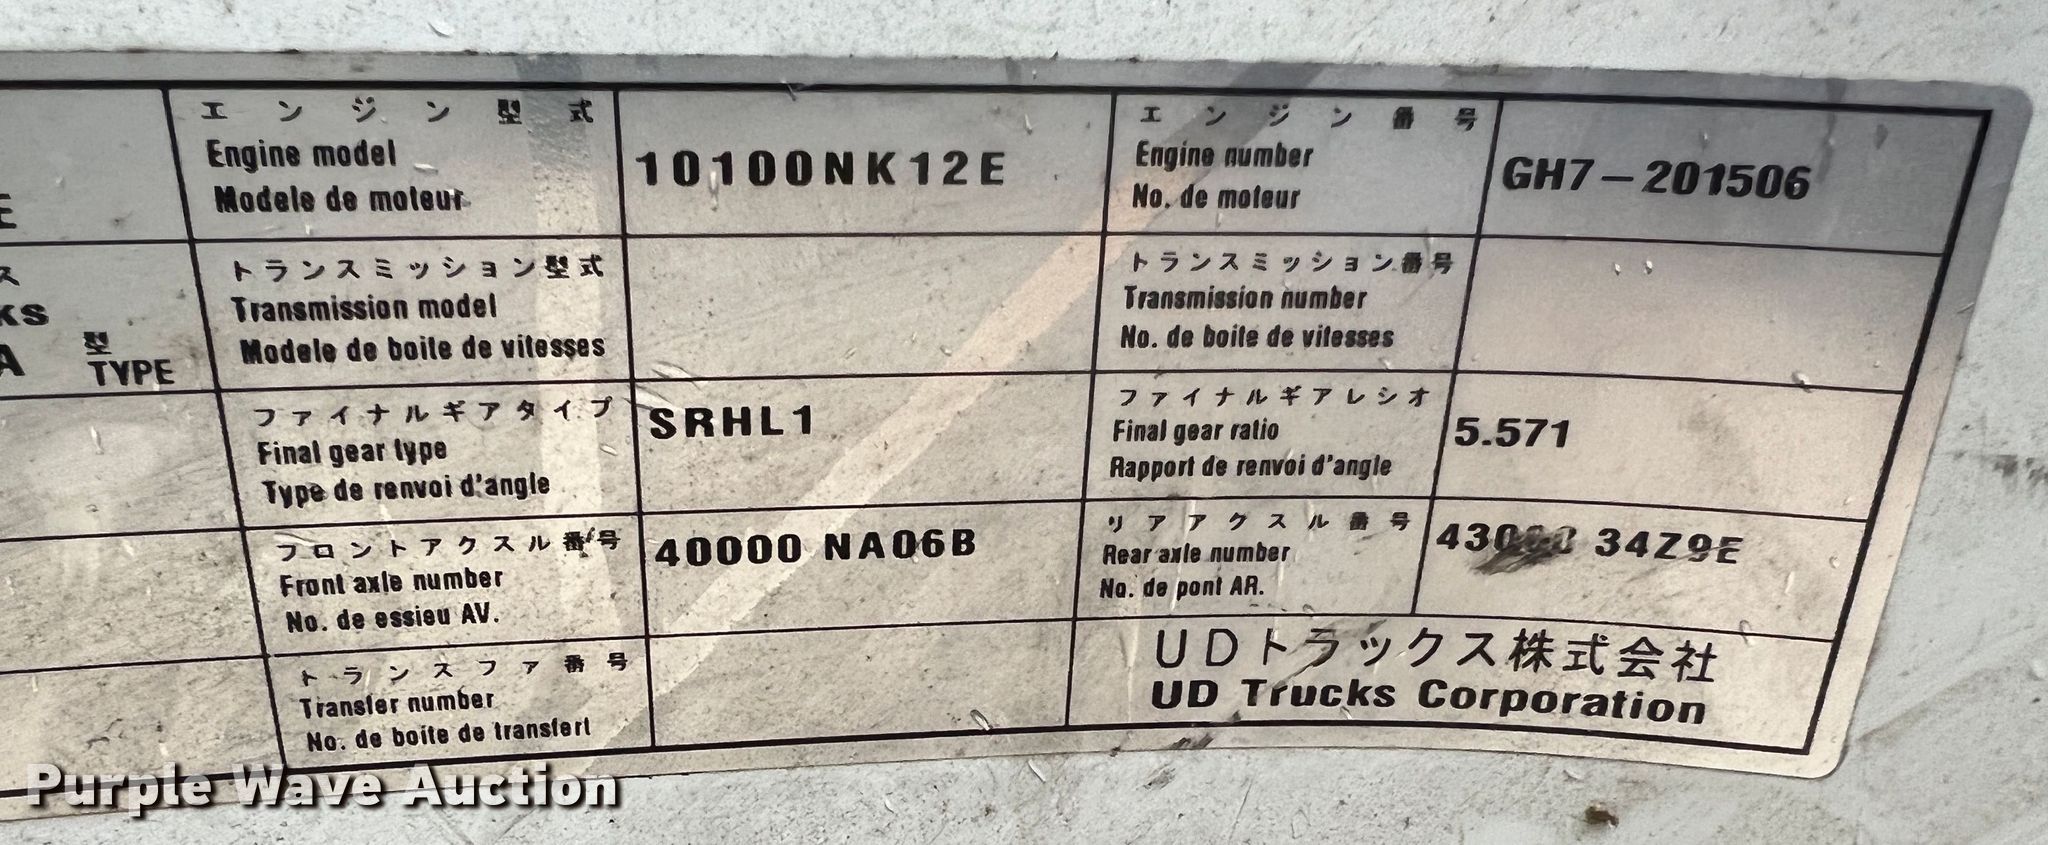 エンジン型式
Engine model
Modele de moteur
10100NK12E
エンジン番号
Engine number
No. de moteur
GH7-201506
トランスミッション型式
Transmission model
Modele de boite de vitesses
トランスミッション番号
Transmission number
No. de boite de vitesses
型
TYPE
ファイナルギアタイプ
Final gear type
Type de renvoi d'angle
SRHL1
ファイナルギアレシオ
Final gear ratio
Rapport de renvoi d'angle
5.571
フロントアクスル番号
Front axle number
No. de essieu AV.
40000 NA06B
リアアクスル番号
Rear axle number
No. de pont AR.
34Z9E
トランスファ番号
Transfer number
No. de boite de transfert
UDトラックス株式会社
UD Trucks Corporation
Purple Wave Auction